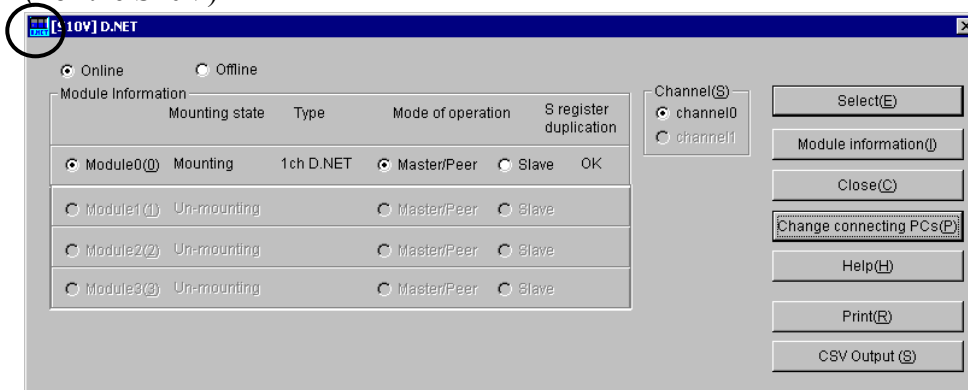 [S10V] D.NET
Online Offline
Module Information
Mounting state Type Mode of operation S register duplication
Module0(0) Mounting 1ch D.NET Master/Peer Slave OK
Module1(1) Un-mounting Master/Peer Slave
Module2(2) Un-mounting Master/Peer Slave
Module3(3) Un-mounting Master/Peer Slave
Channel(S)
channel0
channel1
Select(E)
Module information(I)
Close(C)
Change connecting PCs(P)
Help(H)
Print(R)
CSV Output (S)